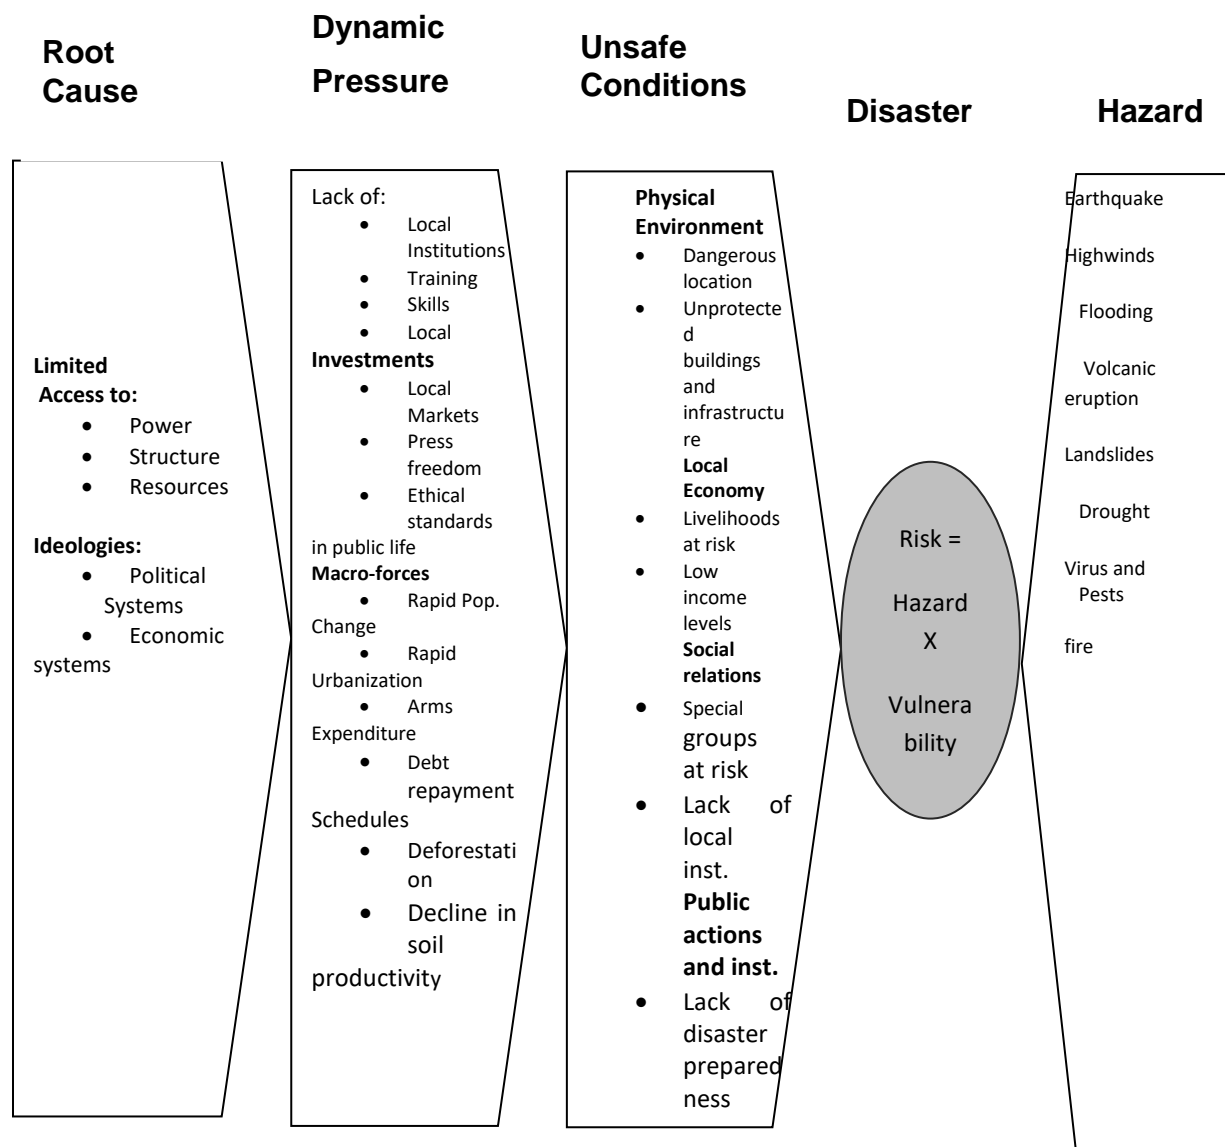 Root
Cause
Dynamic
Pressure
Unsafe
Conditions
Disaster
Hazard
Limited
Access to:
• Power
• Structure
• Resources
Ideologies:
• Political
Systems
• Economic
systems
Lack of:
• Local
Institutions
• Training
• Skills
• Local
Investments
• Local
Markets
• Press
freedom
• Ethical
standards
in public life
Macro-forces
• Rapid Pop.
Change
• Rapid
Urbanization
• Arms
Expenditure
• Debt
repayment
Schedules
• Deforestati
on
• Decline in
soil
productivity
Physical
Environment
• Dangerous
location
• Unprotecte
d
buildings
and
infrastructu
re
Local
Economy
• Livelihoods
at risk
• Low
income
levels
Social
relations
• Special
groups
at risk
• Lack of
local
inst.
Public
actions
and inst.
• Lack of
disaster
prepared
ness
Risk =
Hazard
X
Vulnera
bility
Earthquake
Highwinds
Flooding
Volcanic
eruption
Landslides
Drought
Virus and
Pests
fire